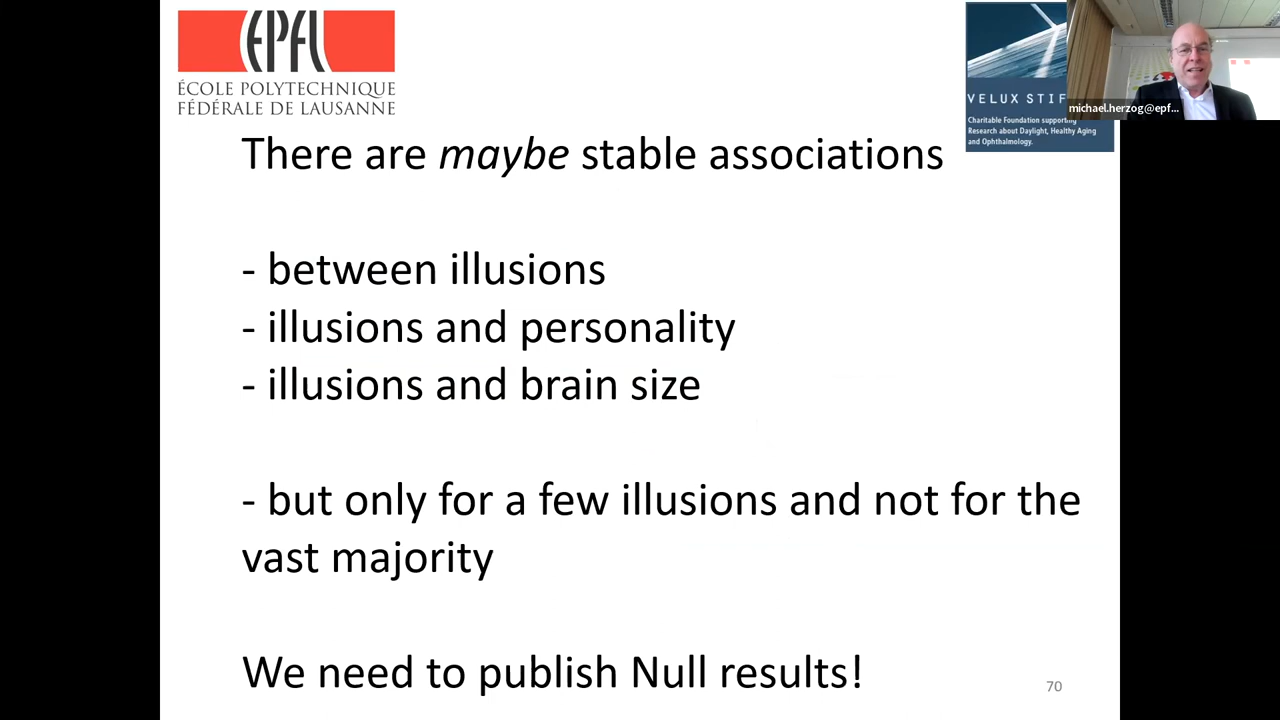 EPFL
ÉCOLE POLYTECHNIQUE
FÉDÉRALE DE LAUSANNE
VELUX STIF
Charitable Foundation supporting
Research about Daylight, Healthy Aging
and Ophthalmology.
michael.herzog@epf...
There are maybe stable associations
- between illusions
- illusions and personality
- illusions and brain size
- but only for a few illusions and not for the
vast majority
We need to publish Null results!
70